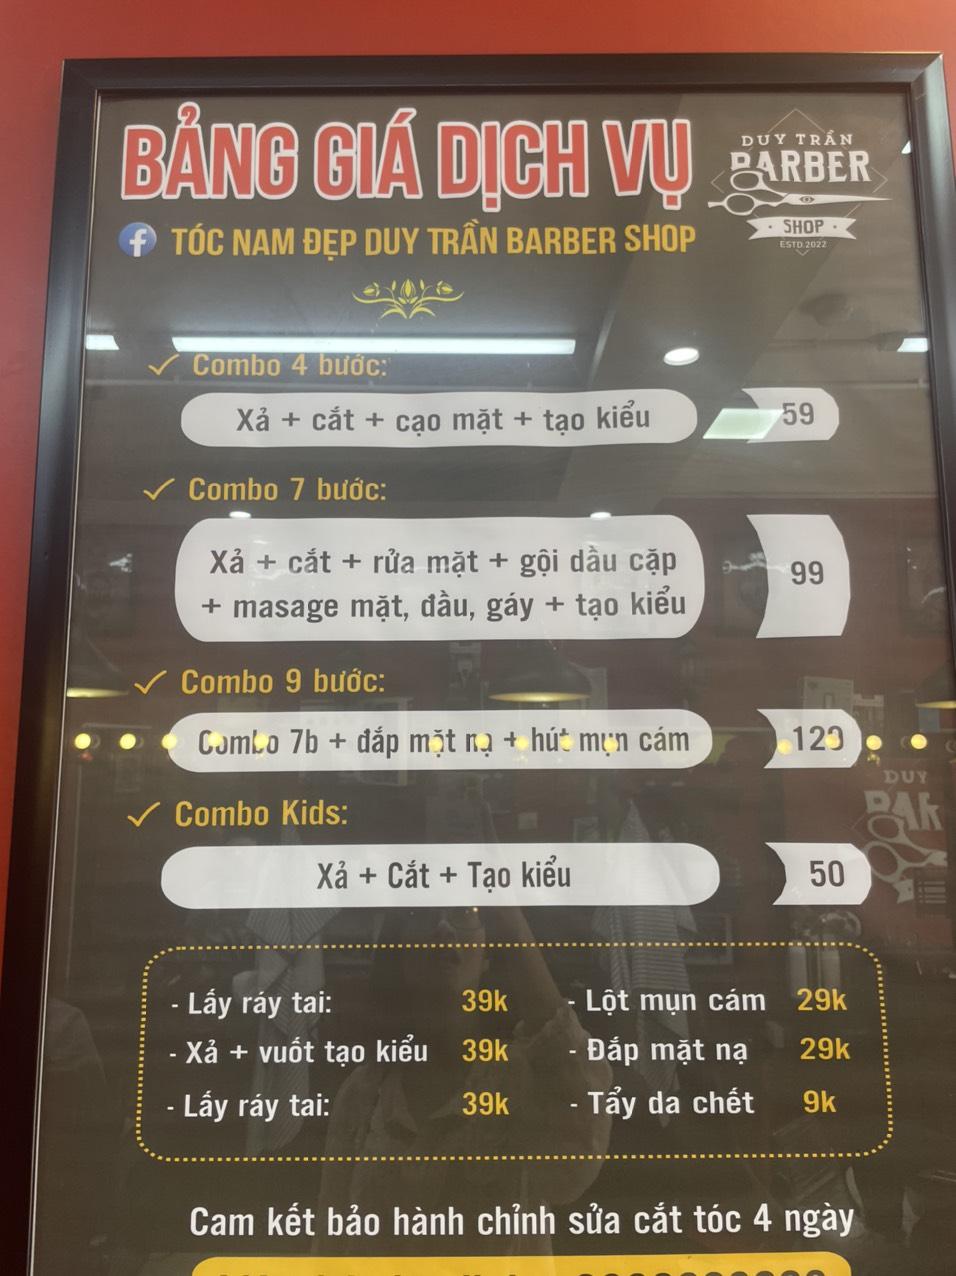 BẢNG GIÁ DỊCH VỤ
DUY TRẦN
BARBER
SHOP
ESTD.2022
TÓC NAM ĐẸP DUY TRẦN BARBER SHOP
Combo 4 bước:
Xả + cắt + cạo mặt + tạo kiểu 59
Combo 7 bước:
Xả + cắt + rửa mặt + gội dầu cặp
+ masage mặt, đầu, gáy + tạo kiểu 99
Combo 9 bước:
Combo 7b + đắp mặt nạ + hút mụn cám 129
Combo Kids:
Xả + Cắt + Tạo kiểu 50
- Lấy ráy tai: 39k - Lột mụn cám 29k
- Xả + vuốt tạo kiểu 39k - Đắp mặt nạ 29k
- Lấy ráy tai: 39k - Tẩy da chết 9k
Cam kết bảo hành chỉnh sửa cắt tóc 4 ngày